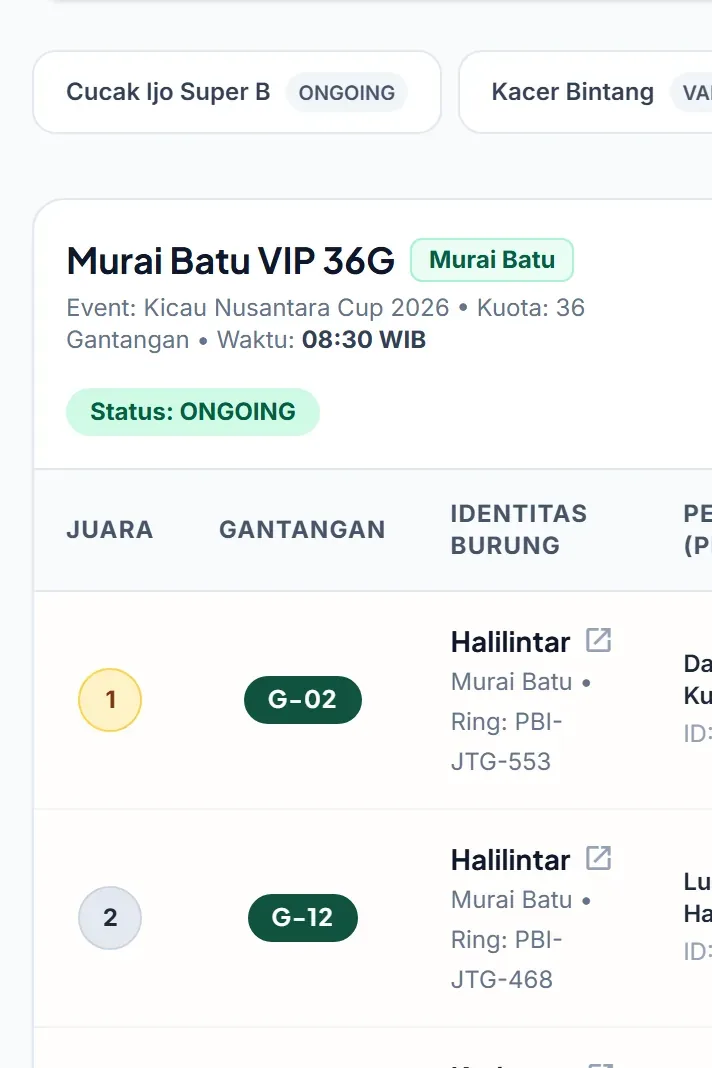 Cucak Ijo Super B ONGOING Kacer Bintang
Murai Batu VIP 36G Murai Batu
Event: Kicau Nusantara Cup 2026 • Kuota: 36
Gantangan • Waktu: 08:30 WIB
Status: ONGOING
JUARA GANTANGAN IDENTITAS BURUNG
1 G-02 Halilintar
Murai Batu •
Ring: PBI-
JTG-553
ID:
2 G-12 Halilintar
Murai Batu •
Ring: PBI-
JTG-468
ID: